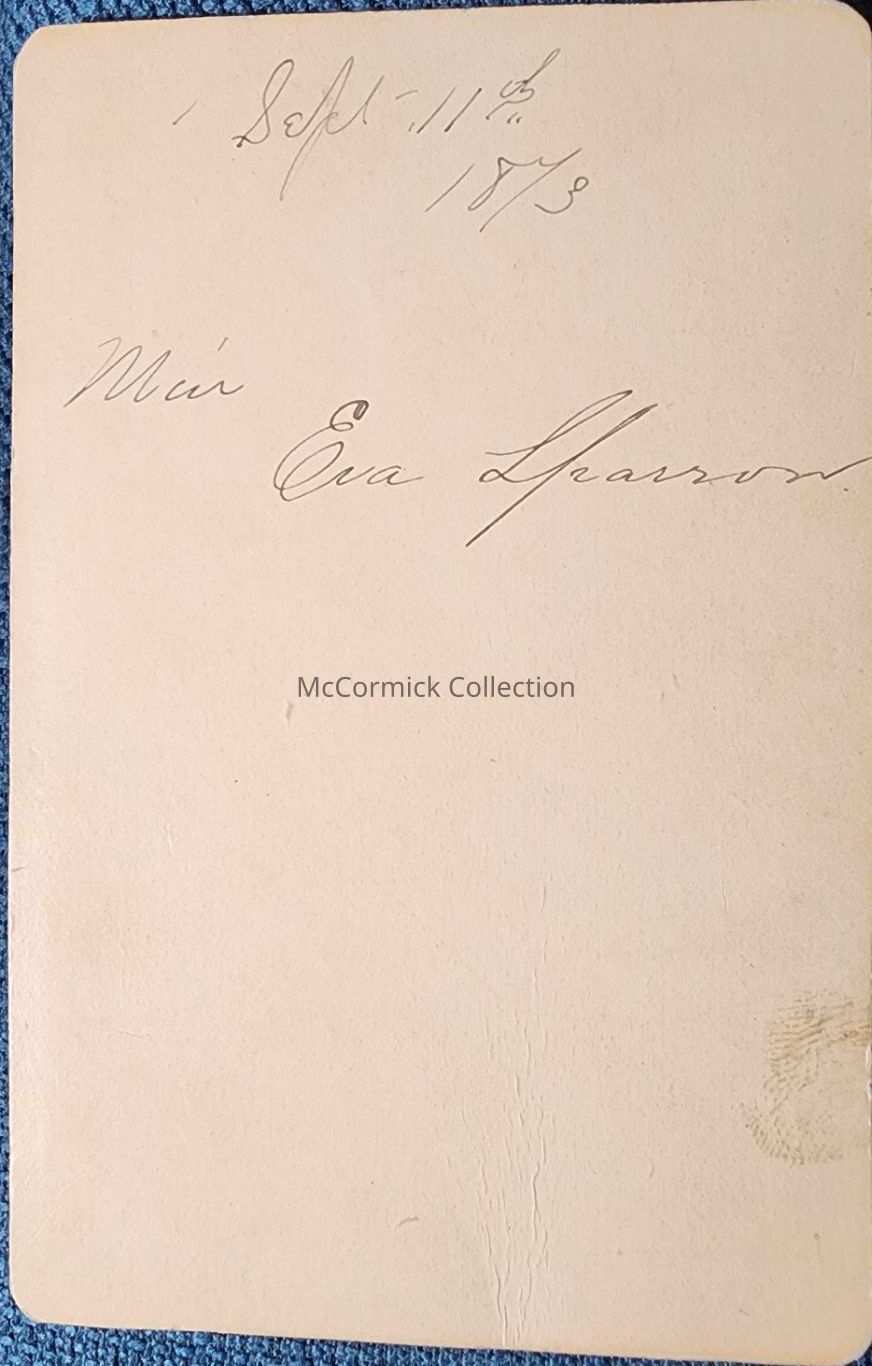 Sept - 11th
1873
Miss
Eva Sparrow
McCormick Collection